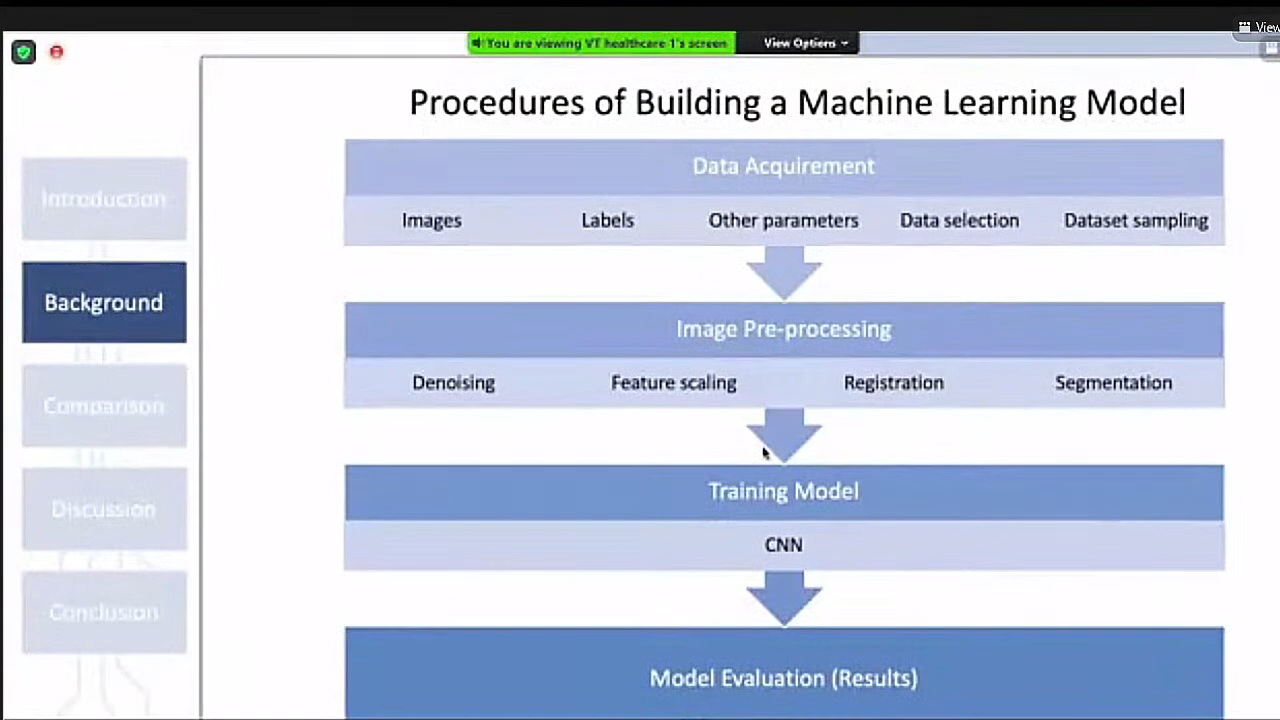 View
You are viewing VT healthcare 1's screen
View Options
Procedures of Building a Machine Learning Model
Introduction
Background
Comparison
Discussion
Conclusion
Data Acquirement
Images Labels Other parameters Data selection Dataset sampling
Image Pre-processing
Denoising Feature scaling Registration Segmentation
Training Model
CNN
Model Evaluation (Results)